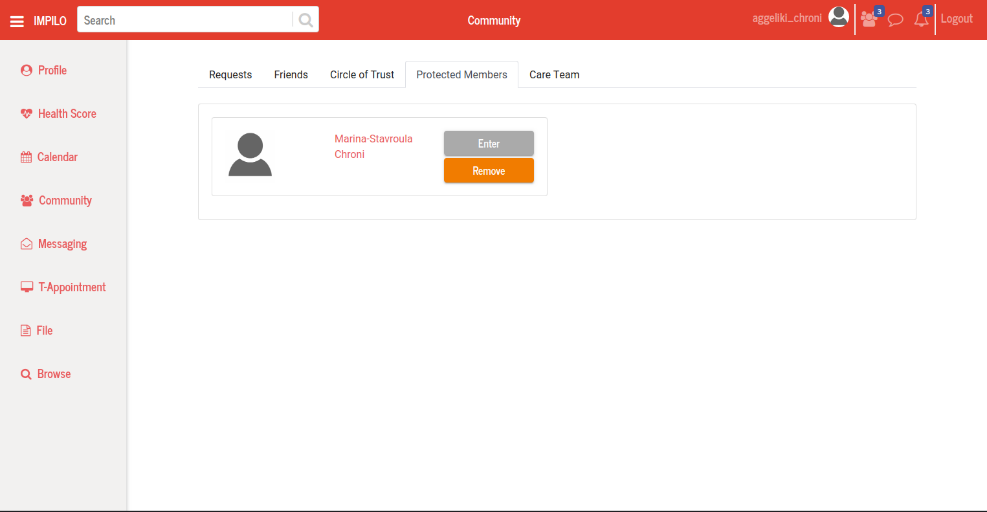 IMPILO
Search
Community
aggeliki_chroni
3
3
Logout
Profile
Health Score
Calendar
Community
Messaging
T-Appointment
File
Browse
Requests
Friends
Circle of Trust
Protected Members
Care Team
Marina-Stavroula
Chroni
Enter
Remove